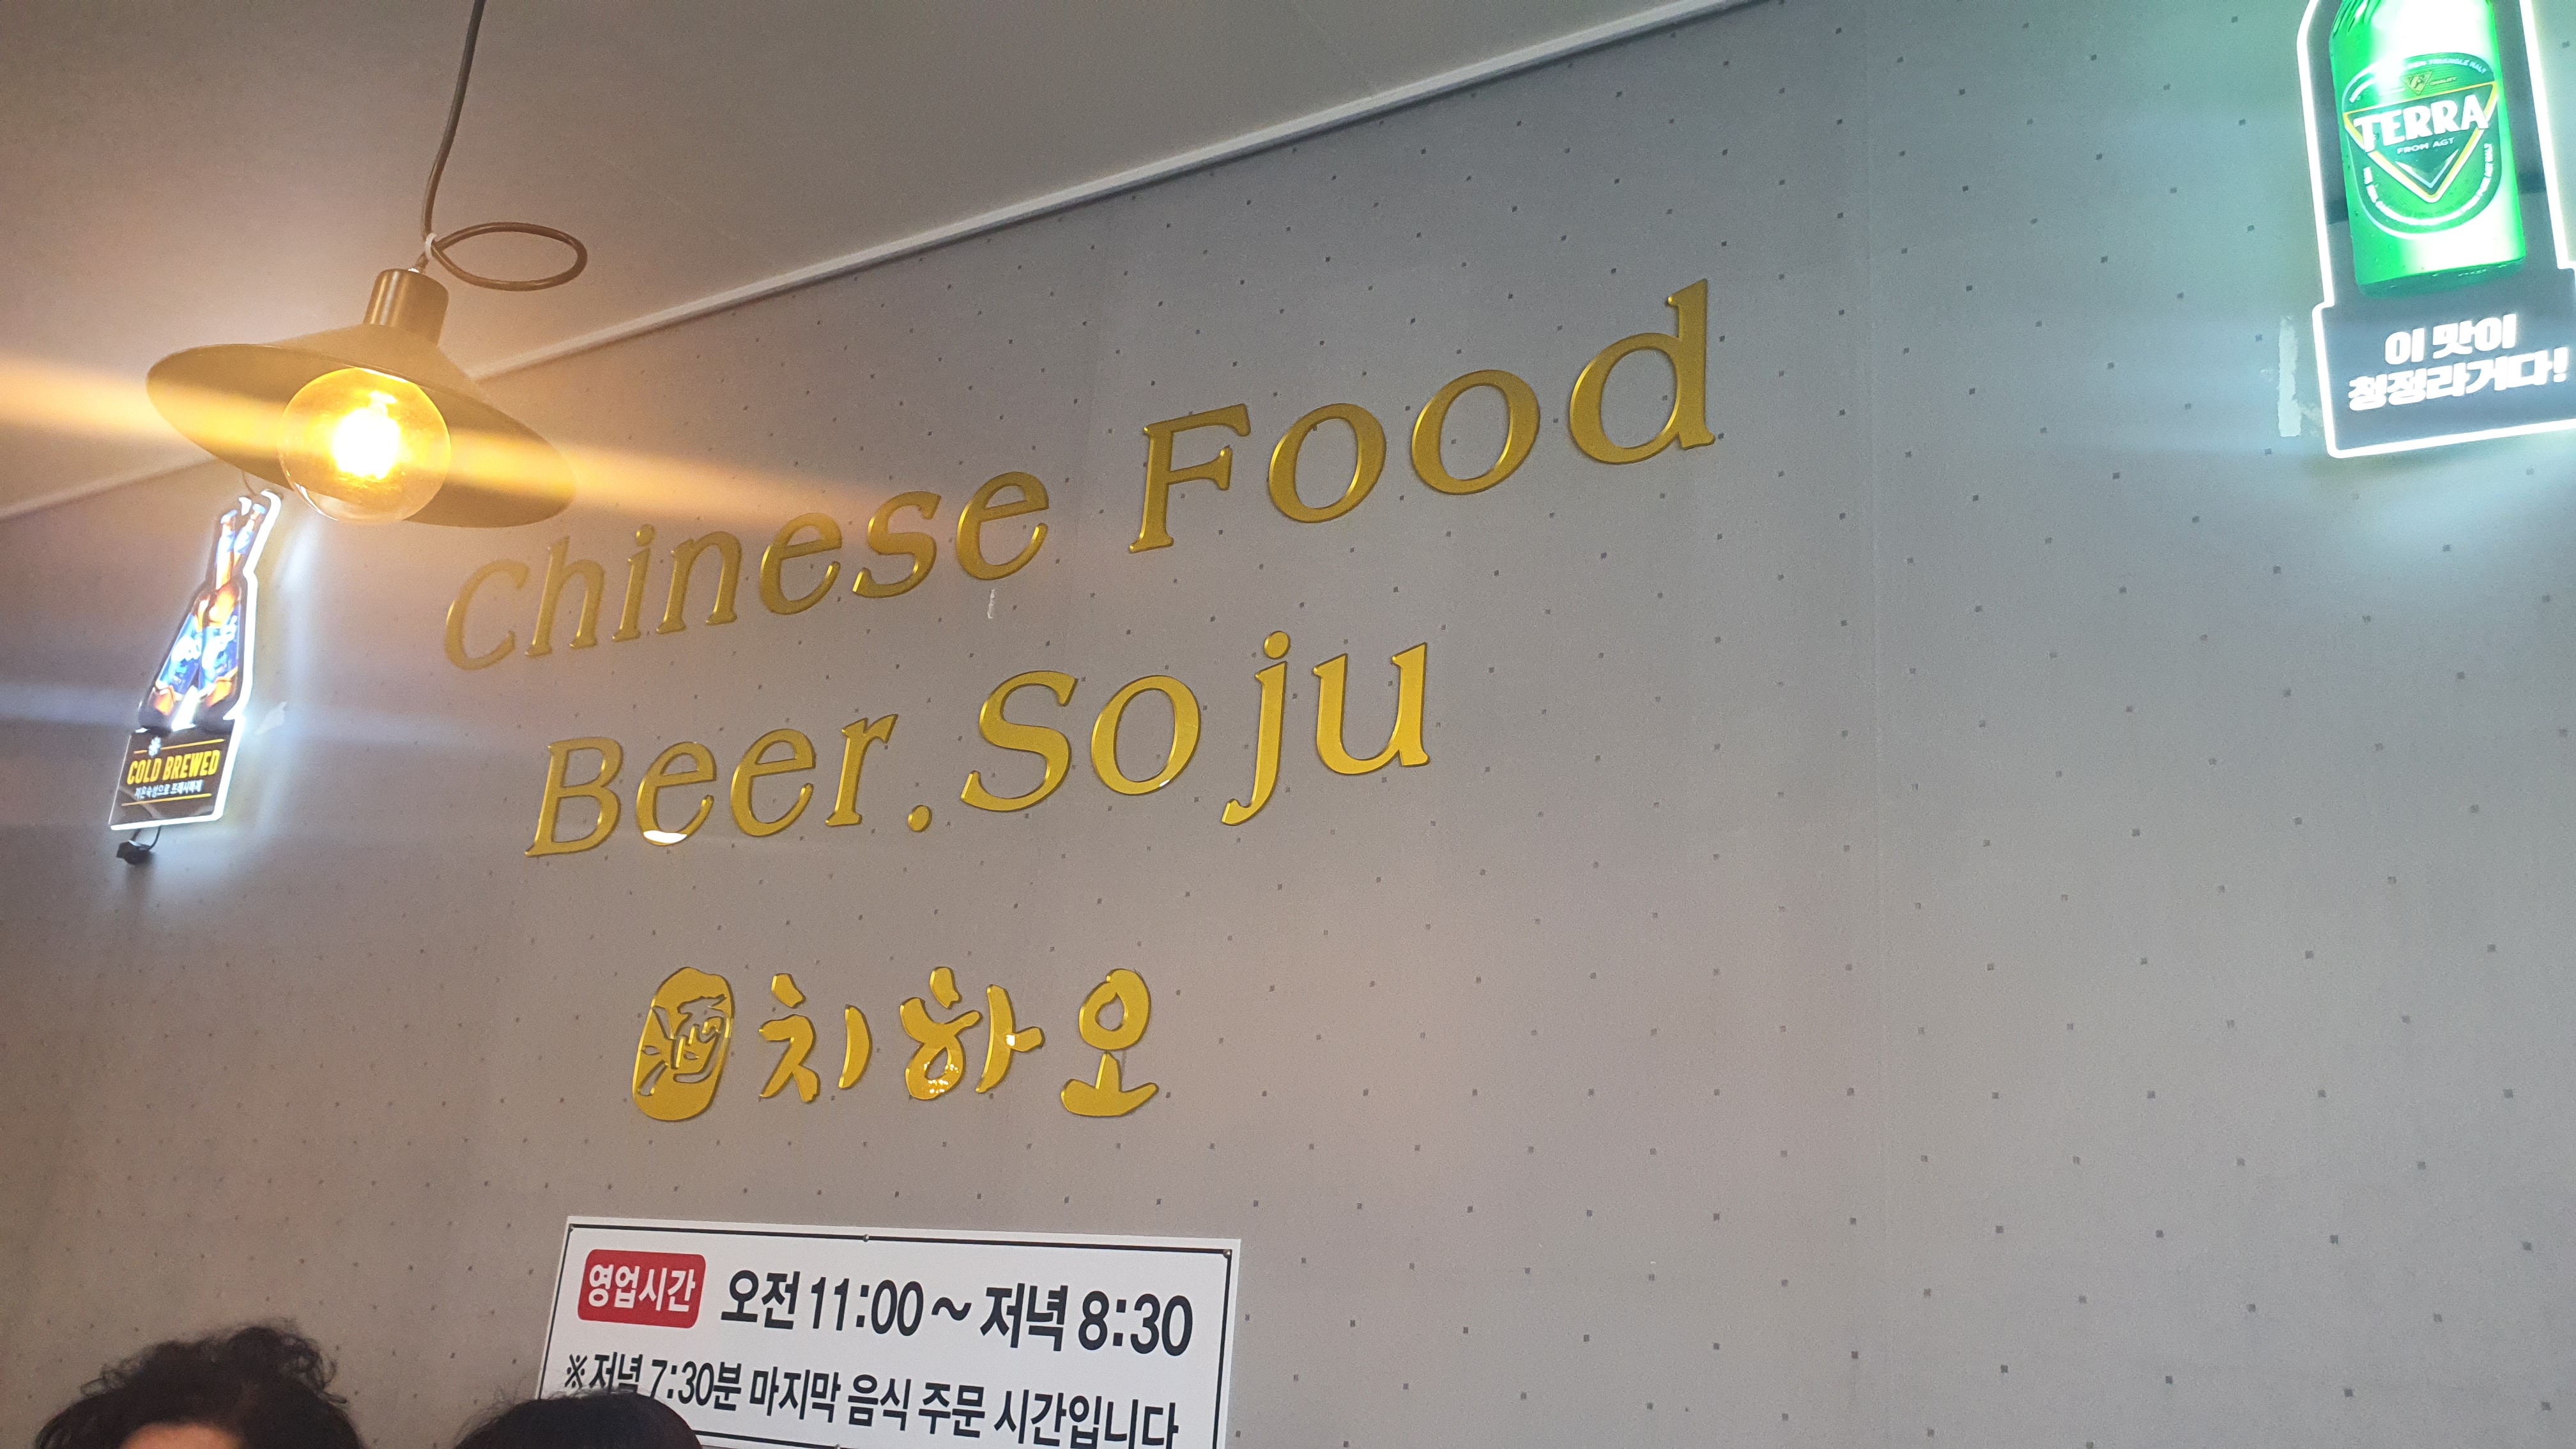 TERRA
FROM AGT
이 맛이
청정라거다!
Chinese Food
Beer.Soju
COLD BREWED
치하오
영업시간 오전 11:00 ~ 저녁 8:30
※저녁 7:30분 마지막 음식 주문 시간입니다